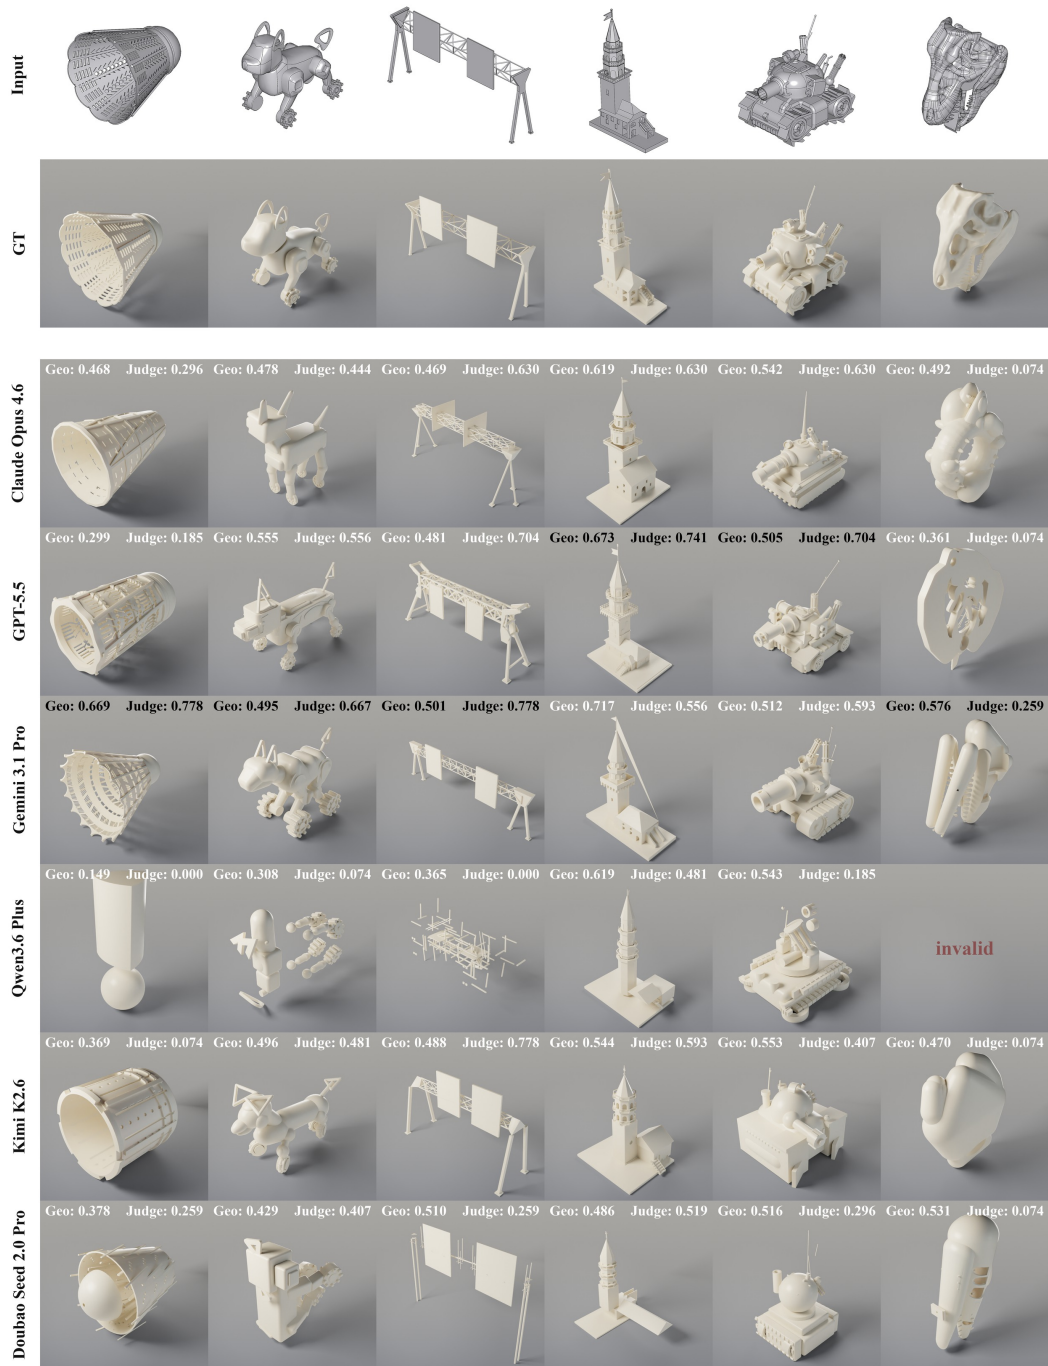 Input
GT
Claude Opus 4.6
Geo: 0.468 Judge: 0.296 Geo: 0.478 Judge: 0.444 Geo: 0.469 Judge: 0.630 Geo: 0.619 Judge: 0.630 Geo: 0.542 Judge: 0.630 Geo: 0.492 Judge: 0.074
GPT-5.5
Geo: 0.299 Judge: 0.185 Geo: 0.555 Judge: 0.556 Geo: 0.481 Judge: 0.704 Geo: 0.673 Judge: 0.741 Geo: 0.505 Judge: 0.704 Geo: 0.361 Judge: 0.074
Gemini 3.1 Pro
Geo: 0.669 Judge: 0.778 Geo: 0.495 Judge: 0.667 Geo: 0.501 Judge: 0.778 Geo: 0.717 Judge: 0.556 Geo: 0.512 Judge: 0.593 Geo: 0.576 Judge: 0.259
Qwen3.6 Plus
Geo: 0.149 Judge: 0.000 Geo: 0.308 Judge: 0.074 Geo: 0.365 Judge: 0.000 Geo: 0.619 Judge: 0.481 Geo: 0.543 Judge: 0.185
invalid
Kimi K2.6
Geo: 0.369 Judge: 0.074 Geo: 0.496 Judge: 0.481 Geo: 0.488 Judge: 0.778 Geo: 0.544 Judge: 0.593 Geo: 0.553 Judge: 0.407 Geo: 0.470 Judge: 0.074
Doubao Seed 2.0 Pro
Geo: 0.378 Judge: 0.259 Geo: 0.429 Judge: 0.407 Geo: 0.510 Judge: 0.259 Geo: 0.486 Judge: 0.519 Geo: 0.516 Judge: 0.296 Geo: 0.531 Judge: 0.074